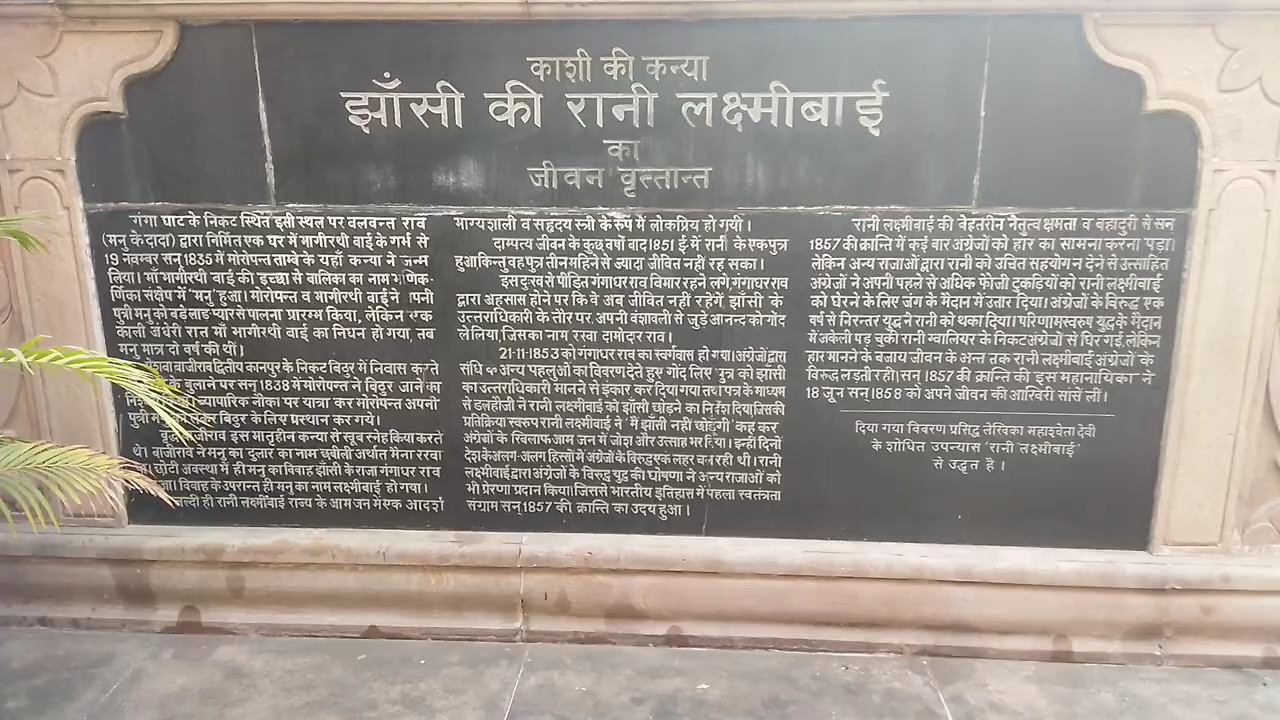 काशी की कन्या
झाँसी की रानी लक्ष्मीबाई
का
जीवन वृत्तान्त
गंगा घाट के निकट स्थित इसी स्थल पर वलवन्त राव
(मनु के दादा) द्वारा निर्मित एक घर में भागीरथी बाई के गर्भ से
19 नवम्बर सन् 1835 में मोरोपन्त ताम्बे के यहाँ कन्या ने जन्म
लिया। माँ भागीरथी वाई की इच्छा से वालिका का नाम मणिक-
र्णिका संक्षेप में "मनु" हुआ। मोरोपन्त व भागीरथी बाई ने अपनी
पुत्री मनु को बडे लाड-प्यार से पालना प्रारम्भ किया, लेकिन एक
काली अंधेरी रात माँ भागीरथी वाई का निधन हो गया, तव
मनु मात्र दो वर्ष की थीं।
वाजीराव द्वितीय कानपुर के निकट विठुर में निवास करते
के बुलाने पर सन् 1838 में मोरोपन्त ने विठुर जाने का
व्यापारिक नौका पर यात्रा कर मोरोपन्त अपनी
पुत्री मनु को लेकर बिठुर के लिए प्रस्थान कर गये।
इस मातृहीन कन्या से खूब स्नेह किया करते
थे। वाजीराव ने मनु का दुलार का नाम छबीली अर्थात मैना रखा
छोटी अवस्था में ही मनु का विवाह झाँसी के राजा गंगाधर राव
विवाह के उपरान्त ही मनु का नाम लक्ष्मीबाई हो गया।
जल्दी ही रानी लक्ष्मीबाई राज्य के आम जन में एक आदर्श
भाग्यशाली व सहृदय स्त्री के रूप में लोकप्रिय हो गयीं।
दाम्पत्य जीवन के कुछ वर्षो वाद 1851 ई में रानी के एक पुत्र
हुआ, किन्तु वह पुत्र तीन महिने से ज्यादा जीवित नहीं रह सका।
इस दुःख से पीड़ित गंगाधर राव विमार रहने लगे, गंगाधर राव
द्वारा अहसास होने पर कि वे अब जीवित नहीं रहेगें झाँसी के
उत्तराधिकारी के तौर पर, अपनी वंशावली से जुड़े आनन्द को गोंद
ले लिया, जिसका नाम रखा दामोदर राव।
21-11-1853 को गंगाधर राव का स्वर्गवास हो गया। अंग्रेजों द्वारा
संधि के अन्य पहलुओं का विवरण देते हुए गोंद लिए पुत्र को झाँसी
का उत्तराधिकारी मानने से इंकार कर दिया गया तथा पत्र के माध्यम
से डलहौजी ने रानी लक्ष्मीबाई को झाँसी छोड़ने का निर्देश दिया, जिसकी
प्रतिक्रिया स्वरुप रानी लक्ष्मीबाई ने 'मैं झाँसी नहीं छोड़ेगी' कह कर
अंग्रेजों के खिलाफ आम जन में जोश और उत्साह भर दिया। इन्हीं दिनो
देश के अलग-अलग हिस्सो में अंग्रेजों के विरुद्ध एक लहर चल रही थी। रानी
लक्ष्मीबाई द्वारा अंग्रेजों के विरुद्ध युद्ध की घोषणा ने अन्य राजाओं को
भी प्रेरणा प्रदान किया। जिससे भारतीय इतिहास में पहला स्वतंत्रता
संग्राम सन् 1857 की क्रान्ति का उदय हुआ।
रानी लक्ष्मीबाई की वेहतरीन नेतृत्व क्षमता व बहादुरी से सन्
1857 की क्रान्ति में कई बार अंग्रेजों को हार का सामना करना पड़ा।
लेकिन अन्य राजाओं द्वारा रानी को उचित सहयोग न देने से उत्साहित
अंग्रेजों ने अपनी पहले से अधिक फौजी टुकडियों को रानी लक्ष्मीबाई
को घेरने के लिए जंग के मैदान में उतार दिया। अंग्रेजों के विरुद्ध एक
वर्ष से निरन्तर युद्ध ने रानी को थका दिया। परिणामस्वरुप युद्ध के मैदान
में अकेली पड़ चुकी रानी ग्वालियर के निकट अंग्रेजों से घिर गई, लेकिन
हार मानने के बजाय जीवन के अन्त तक रानी लक्ष्मीबाई अंग्रेजों के
विरुद्ध लड़ती रही। सन् 1857 की क्रान्ति की इस महानायिका ने
18 जून सन् 1858 को अपने जीवन की आखिरी सांसे लीं।
दिया गया विवरण प्रसिद्ध लेखिका महाश्वेता देवी
के शोधित उपन्यास 'रानी लक्ष्मीबाई'
से उद्धृत है।